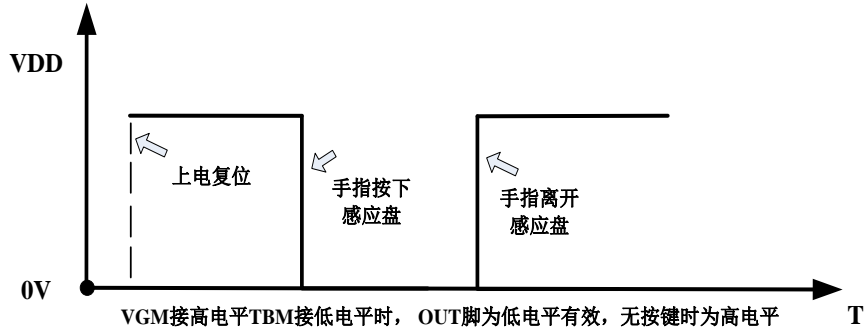 VDD
上电复位
手指按下
感应盘
手指离开
感应盘
0V
VGM接高电平TBM接低电平时， OUT脚为低电平有效，无按键时为高电平
T